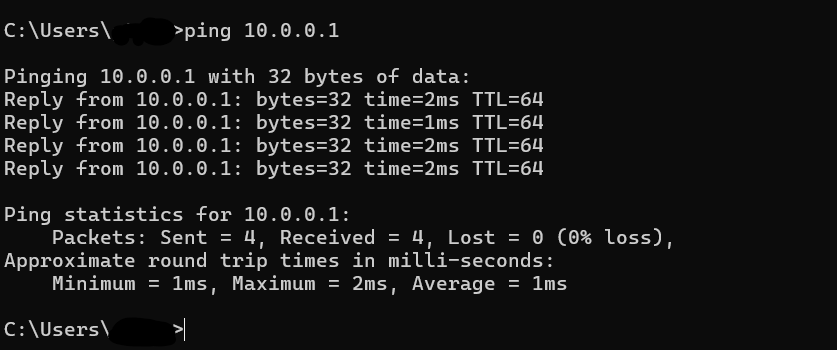 C:\Users\ >ping 10.0.0.1
Pinging 10.0.0.1 with 32 bytes of data:
Reply from 10.0.0.1: bytes=32 time=2ms TTL=64
Reply from 10.0.0.1: bytes=32 time=1ms TTL=64
Reply from 10.0.0.1: bytes=32 time=2ms TTL=64
Reply from 10.0.0.1: bytes=32 time=2ms TTL=64
Ping statistics for 10.0.0.1:
    Packets: Sent = 4, Received = 4, Lost = 0 (0% loss),
Approximate round trip times in milli-seconds:
    Minimum = 1ms, Maximum = 2ms, Average = 1ms
C:\Users\ >